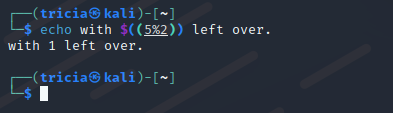 ┌──(tricia㉿kali)-[~]
└─$ echo with $((5%2)) left over.
with 1 left over.
┌──(tricia㉿kali)-[~]
└─$